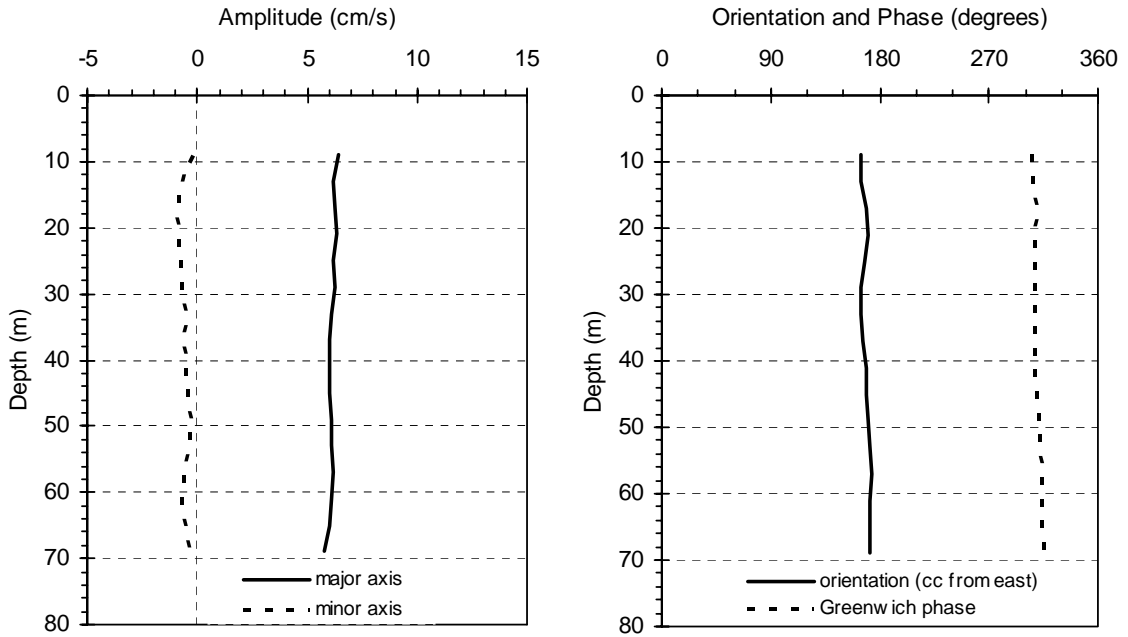 Amplitude (cm/s)
-5 0 5 10 15
0
10
20
30
40
50
60
70
80
Depth (m)
major axis
minor axis
Orientation and Phase (degrees)
0 90 180 270 360
0
10
20
30
40
50
60
70
80
Depth (m)
orientation (cc from east)
Greenwich phase